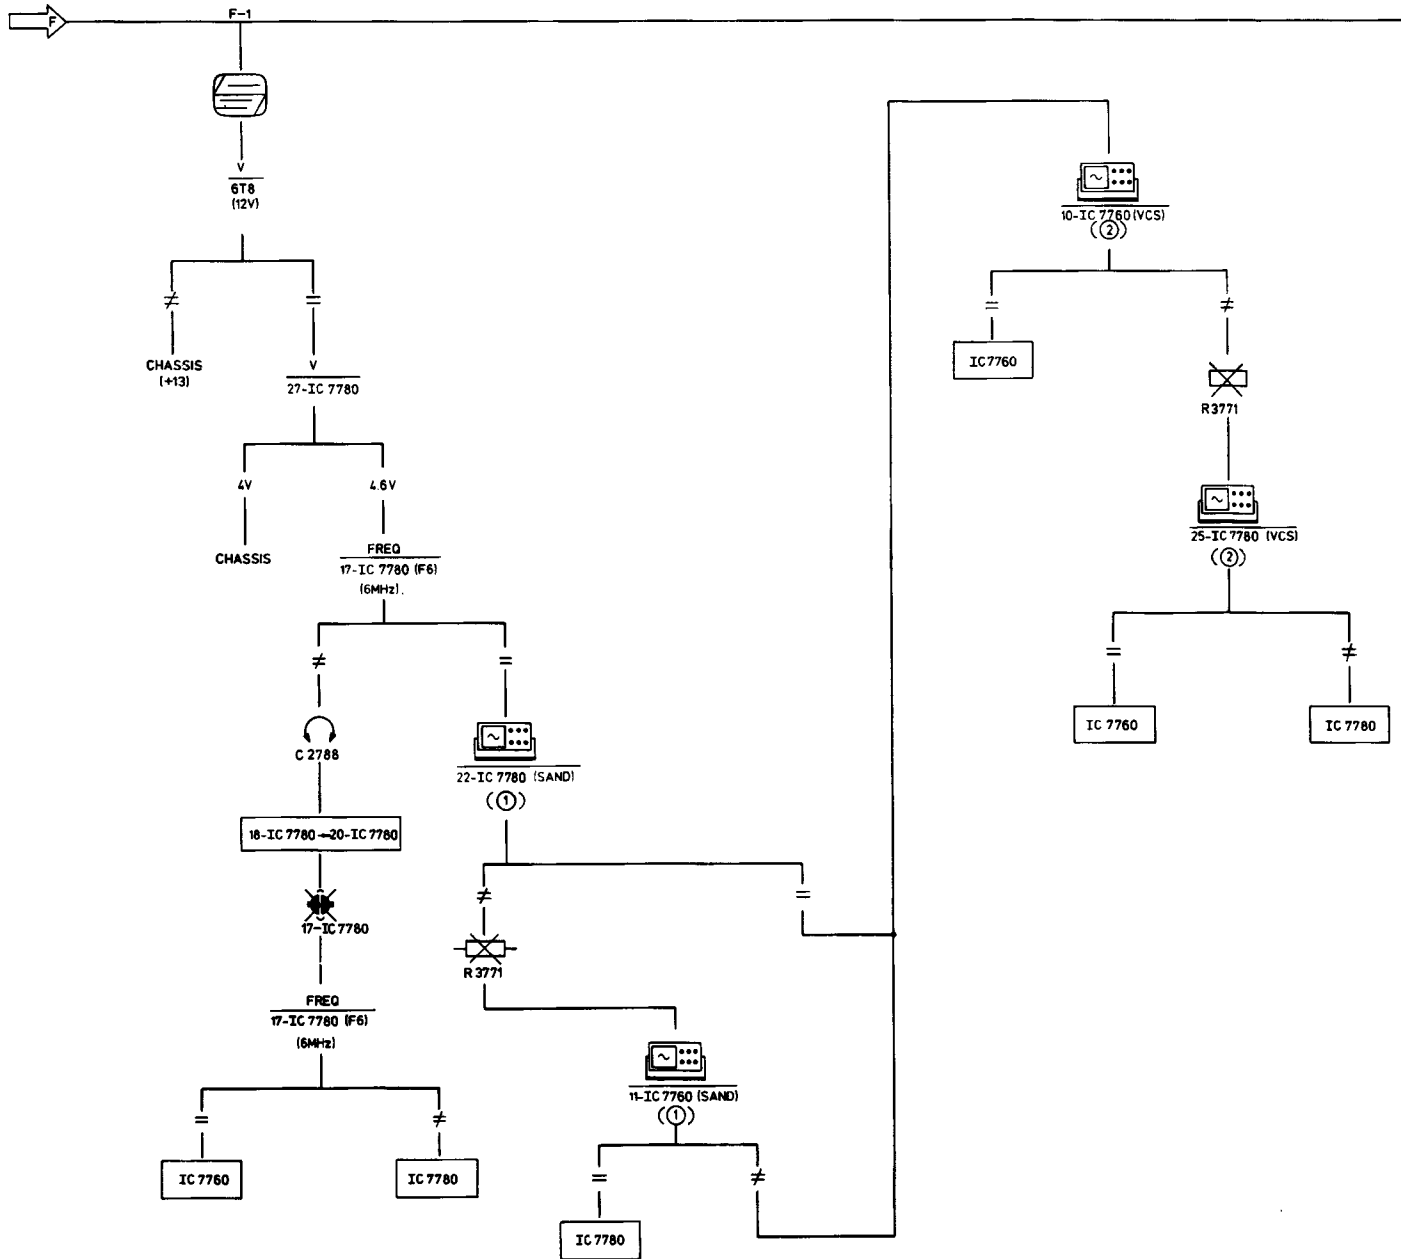 F
F-1
V
6T8
(12V)
≠
=
CHASSIS
(+13)
V
27-IC 7780
4V
4.6V
CHASSIS
FREQ
17-IC 7780 (F6)
(6MHz).
≠
=
C 2788
22-IC 7780 (SAND)
(1)
18-IC 7780 ←20-IC 7780
17-IC 7780
≠
=
R 3771
FREQ
17-IC 7780 (F6)
(6MHz)
11-IC 7760 (SAND)
(1)
=
≠
IC 7760
IC 7780
=
≠
IC 7780
10-IC 7760 (VCS)
(2)
=
≠
IC 7760
R 3771
25-IC 7780 (VCS)
(2)
=
≠
IC 7760
IC 7780